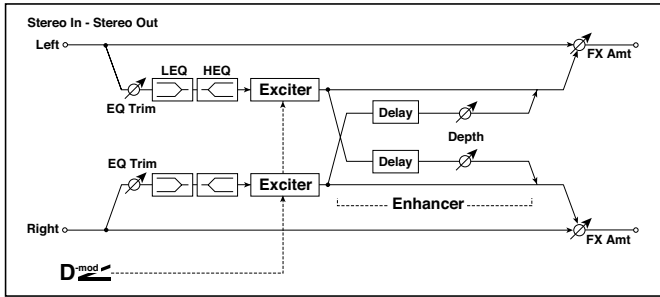 Stereo In - Stereo Out
Left
FX Amt
LEQ HEQ
EQ Trim
Exciter
Delay
Depth
EQ Trim
Delay
Exciter
Enhancer
Right
FX Amt
D-mod